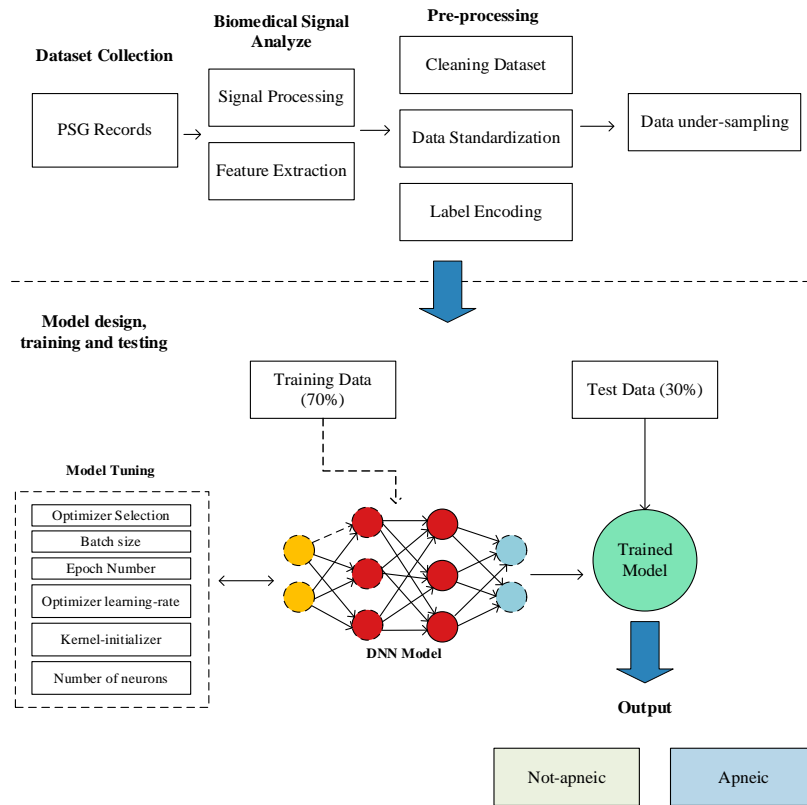 Dataset Collection
PSG Records
Biomedical Signal
Analyze
Signal Processing
Feature Extraction
Pre-processing
Cleaning Dataset
Data Standardization
Label Encoding
Data under-sampling
Model design,
training and testing
Training Data
(70%)
Test Data (30%)
Model Tuning
Optimizer Selection
Batch size
Epoch Number
Optimizer learning-rate
Kernel-initializer
Number of neurons
DNN Model
Trained
Model
Output
Not-apneic
Apneic